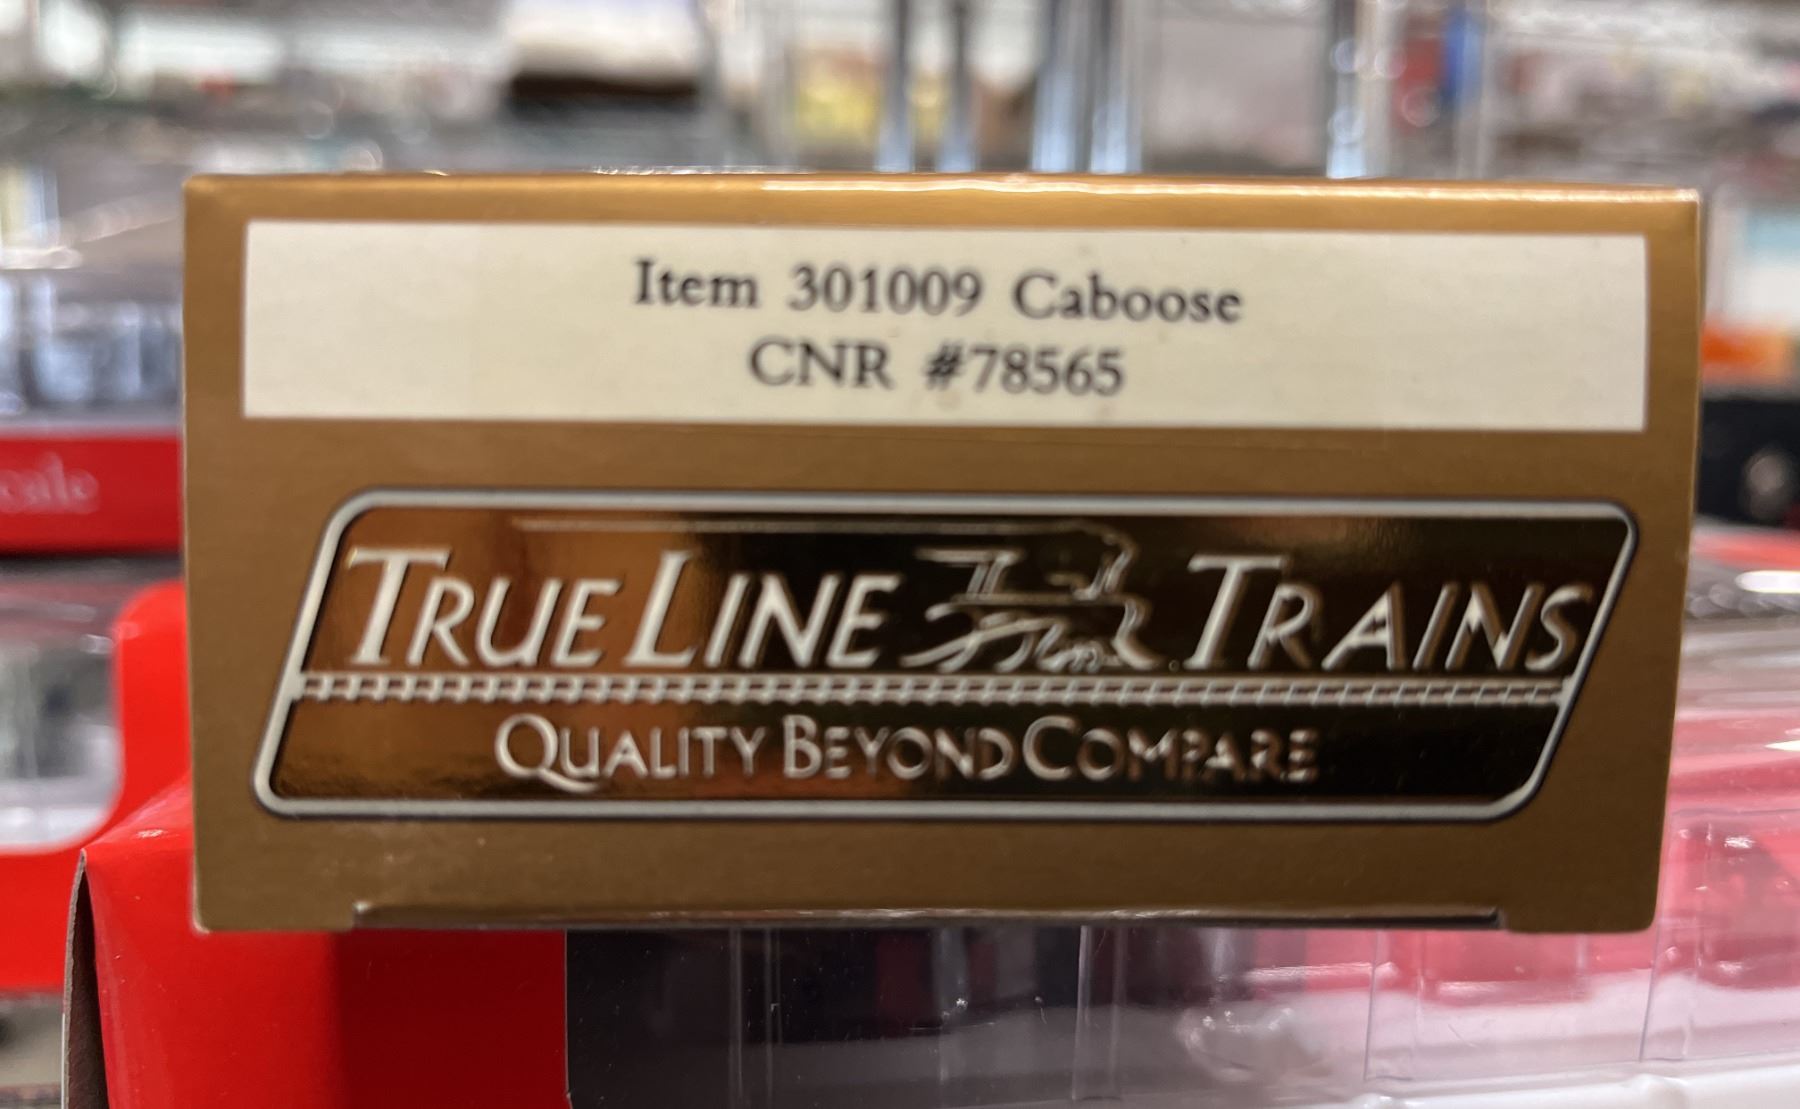 Item 301009 Caboose
CNR #78565
TRUE LINE TRAINS
QUALITY BEYOND COMPARE